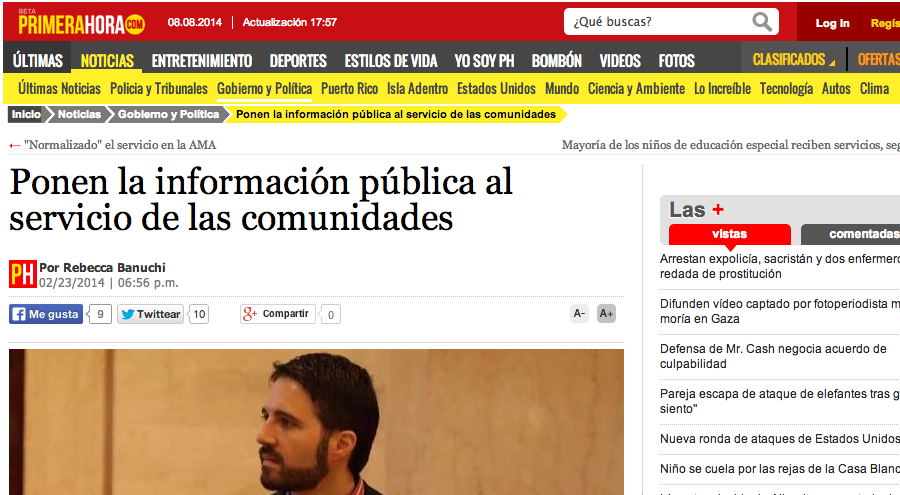 BETA
PRIMERAHORA.COM
08.08.2014 | Actualización 17:57
¿Qué buscas?
Log In
ÚLTIMAS NOTICIAS ENTRETENIMIENTO DEPORTES ESTILOS DE VIDA YO SOY PH BOMBÓN VIDEOS FOTOS CLASIFICADOS OFERTAS
Últimas Noticias Policía y Tribunales Gobierno y Política Puerto Rico Isla Adentro Estados Unidos Mundo Ciencia y Ambiente Lo Increíble Tecnología Autos Clima
Inicio Noticias Gobierno y Política Ponen la información pública al servicio de las comunidades
← "Normalizado" el servicio en la AMA
Mayoría de los niños de educación especial reciben servicios,
Ponen la información pública al
servicio de las comunidades
PH
Por Rebecca Banuchi
02/23/2014 | 06:56 p.m.
Me gusta 9 Twittear 10 Compartir 0 A- A+
Las +
vistas comentadas
Arrestan expolicía, sacristán y dos
redada de prostitución
Difunden vídeo captado por fotoperiodista
moría en Gaza
Defensa de Mr. Cash negocia acuerdo de
culpabilidad
Pareja escapa de ataque de elefantes tras
siento"
Nueva ronda de ataques de Estados Unidos
Niño se cuela por las rejas de la Casa